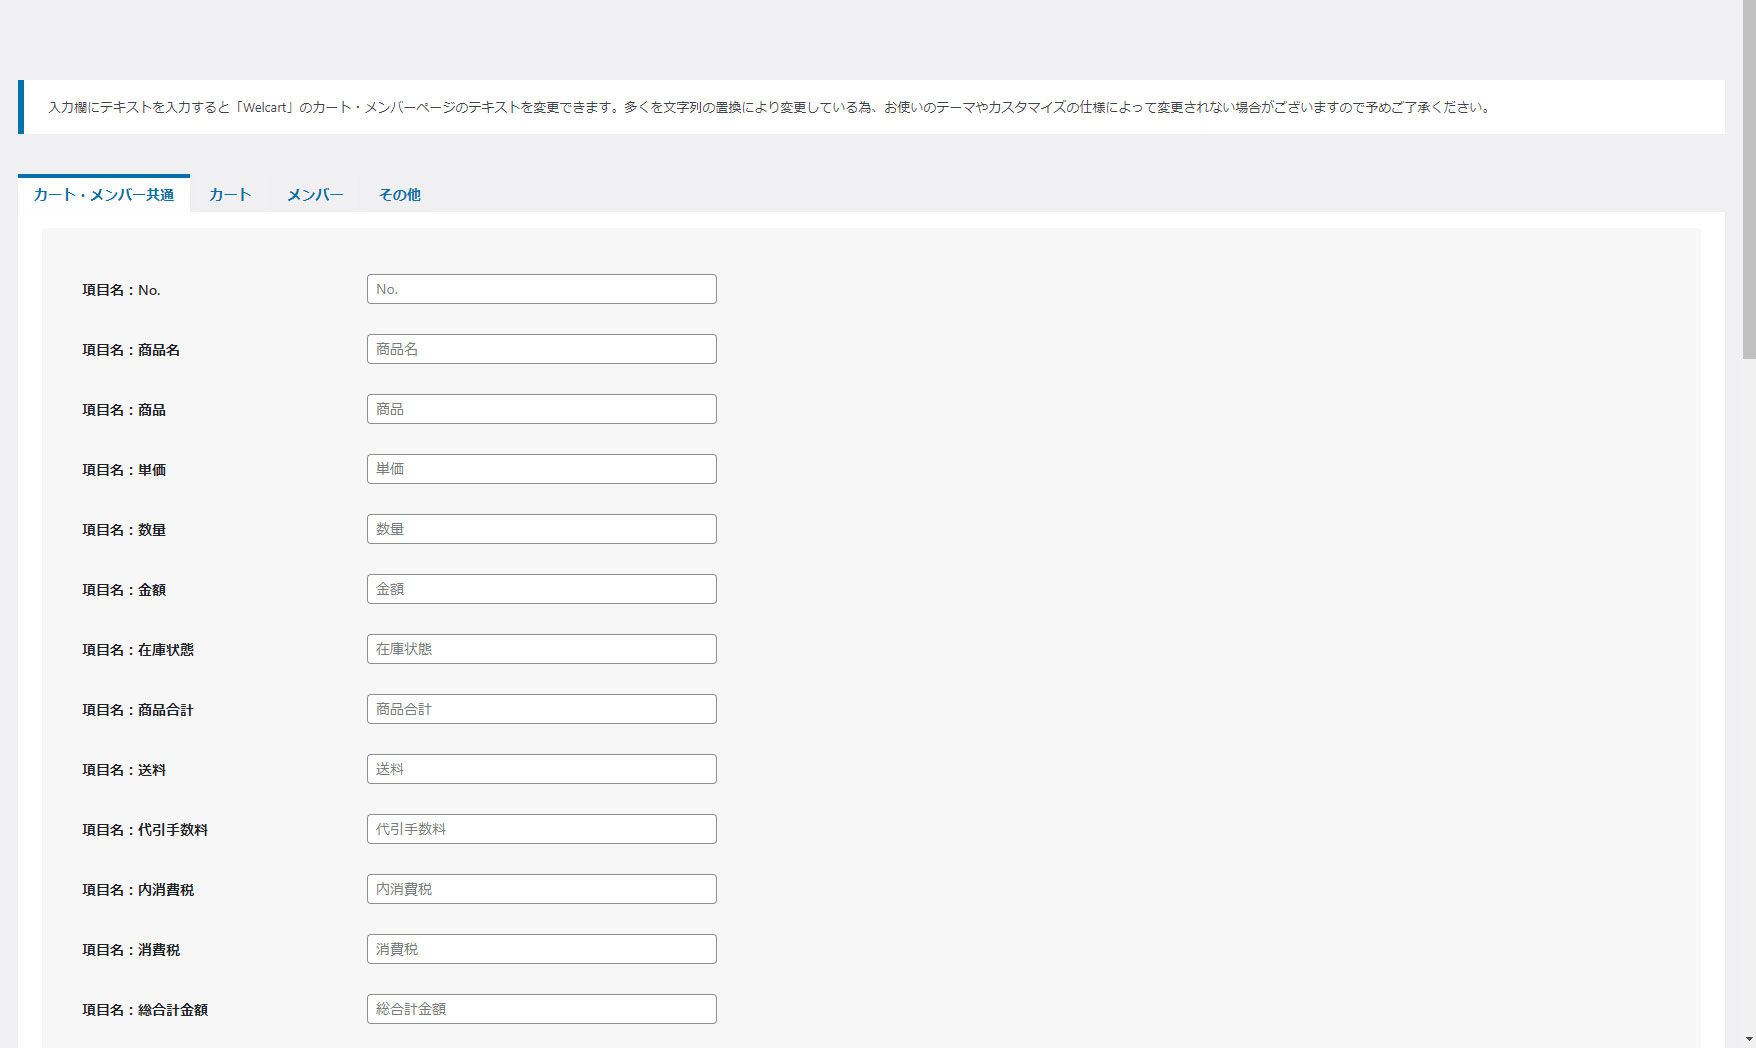 入力欄にテキストを入力すると「Welcart」のカート・メンバーページのテキストを変更できます。多くを文字列の置換により変更している為、お使いのテーマやカスタマイズの仕様によって変更されない場合がございますので予めご了承ください。
カート・メンバー共通 カート メンバー その他
項目名：No. No.
項目名：商品名 商品名
項目名：商品 商品
項目名：単価 単価
項目名：数量 数量
項目名：金額 金額
項目名：在庫状態 在庫状態
項目名：商品合計 商品合計
項目名：送料 送料
項目名：代引手数料 代引手数料
項目名：内消費税 内消費税
項目名：消費税 消費税
項目名：総合計金額 総合計金額